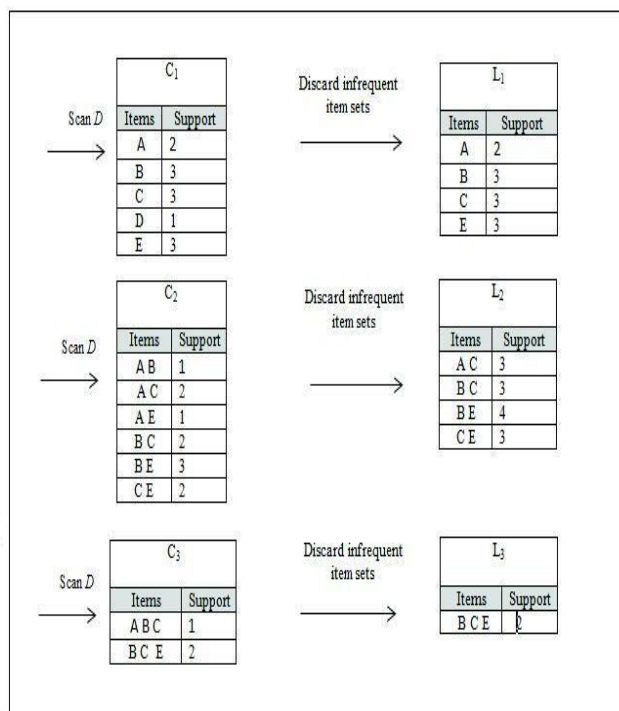 C1
Scan D
Items Support
A 2
B 3
C 3
D 1
E 3
Discard infrequent
item sets
L1
Items Support
A 2
B 3
C 3
E 3
C2
Scan D
Items Support
A B 1
A C 2
A E 1
B C 2
B E 3
C E 2
Discard infrequent
item sets
L2
Items Support
A C 3
B C 3
B E 4
C E 3
C3
Scan D
Items Support
A B C 1
B C E 2
Discard infrequent
item sets
L3
Items Support
B C E 2